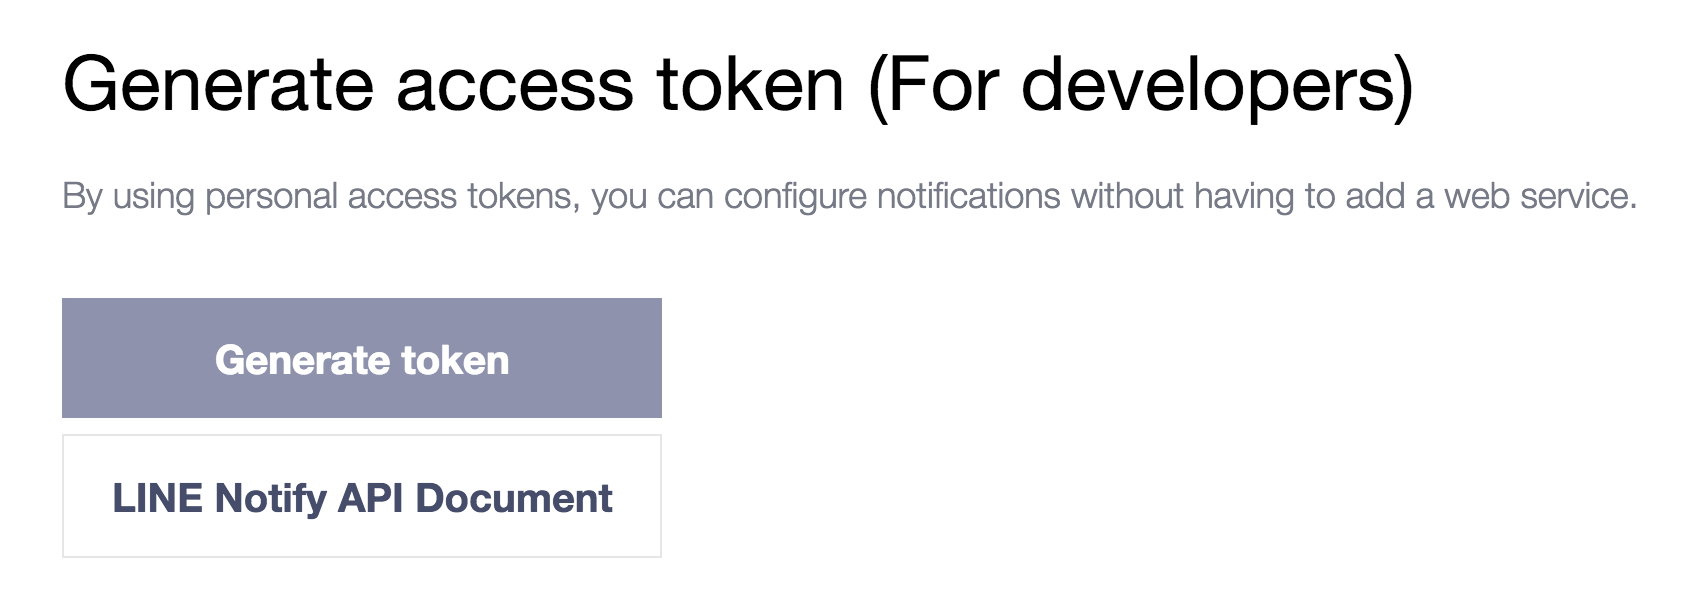 Generate access token (For developers)
By using personal access tokens, you can configure notifications without having to add a web service.
Generate token
LINE Notify API Document